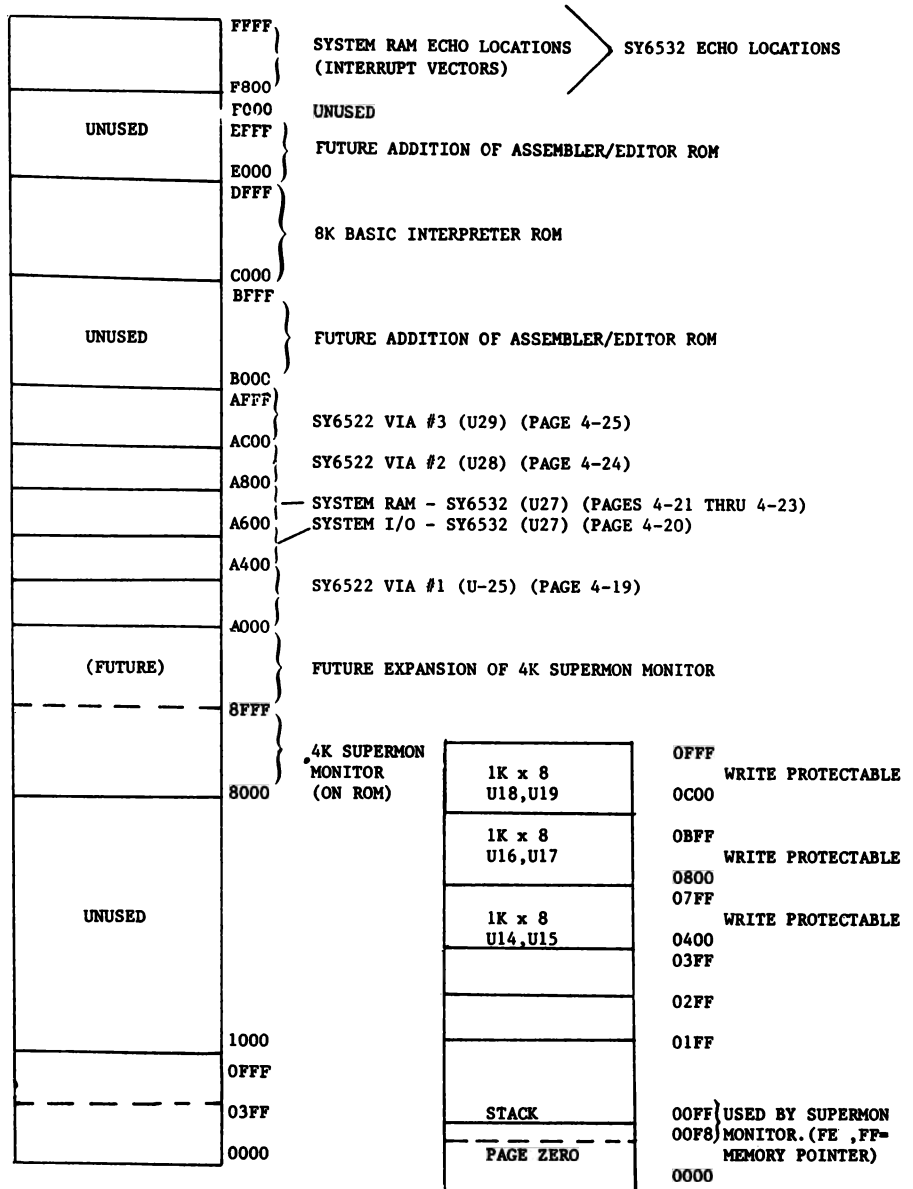 FFFF
SYSTEM RAM ECHO LOCATIONS
(INTERRUPT VECTORS)
SY6532 ECHO LOCATIONS
F800
F000 UNUSED
UNUSED
EFFF
FUTURE ADDITION OF ASSEMBLER/EDITOR ROM
E000
DFFF
8K BASIC INTERPRETER ROM
C000
BFFF
UNUSED
FUTURE ADDITION OF ASSEMBLER/EDITOR ROM
B000
AFFF
SY6522 VIA #3 (U29) (PAGE 4-25)
AC00
SY6522 VIA #2 (U28) (PAGE 4-24)
A800
SYSTEM RAM - SY6532 (U27) (PAGES 4-21 THRU 4-23)
A600
SYSTEM I/O - SY6532 (U27) (PAGE 4-20)
A400
SY6522 VIA #1 (U-25) (PAGE 4-19)
A000
(FUTURE)
FUTURE EXPANSION OF 4K SUPERMON MONITOR
8FFF
4K SUPERMON
MONITOR
(ON ROM)
8000
UNUSED
1000
0FFF
03FF
0000
0FFF
1K x 8
U18,U19
WRITE PROTECTABLE
0C00
1K x 8
U16,U17
0BFF
WRITE PROTECTABLE
0800
07FF
1K x 8
U14,U15
WRITE PROTECTABLE
0400
03FF
02FF
01FF
STACK
00FF USED BY SUPERMON
00F8 MONITOR.(FE ,FF=
MEMORY POINTER)
PAGE ZERO
0000